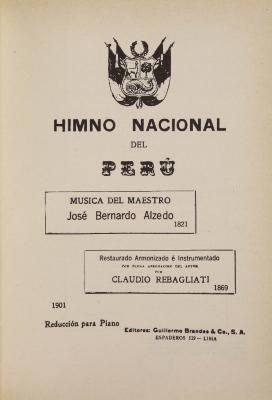 HIMNO NACIONAL
DEL
PERÚ
MUSICA DEL MAESTRO
José Bernardo Alzedo
1821
Restaurado Armonizado é Instrumentado
CON PLENA APROBACION DEL AUTOR
POR
CLAUDIO REBAGLIATI
1869
1901
Reducción para Piano
Editores: Guillermo Brandes & Co., S. A.
ESPADEROS 529 — LIMA